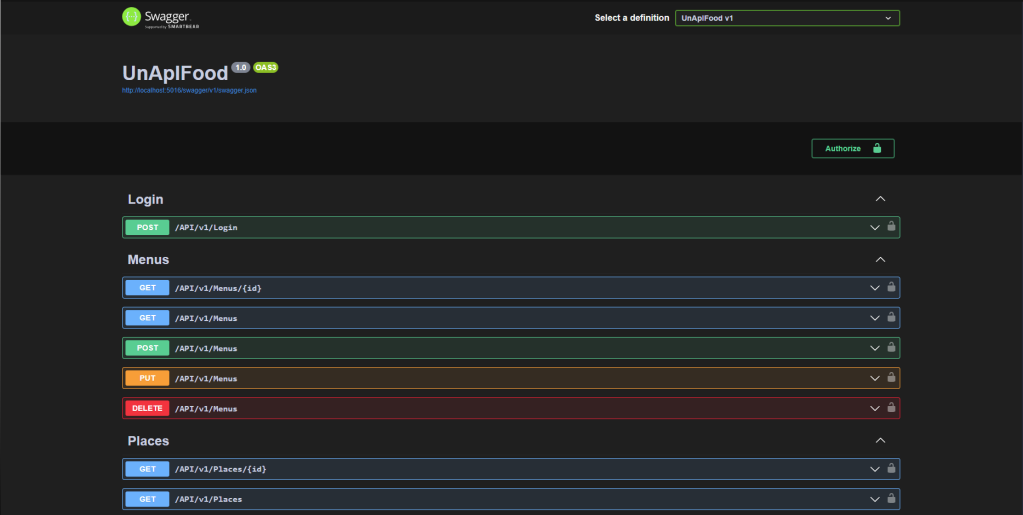 Swagger.
Supported by SMARTBEAR
Select a definition
UnApIFood v1
UnApIFood 1.0 OAS3
http://localhost:5016/swagger/v1/swagger.json
Authorize
Login
POST /API/v1/Login
Menus
GET /API/v1/Menus/{id}
GET /API/v1/Menus
POST /API/v1/Menus
PUT /API/v1/Menus
DELETE /API/v1/Menus
Places
GET /API/v1/Places/{id}
GET /API/v1/Places